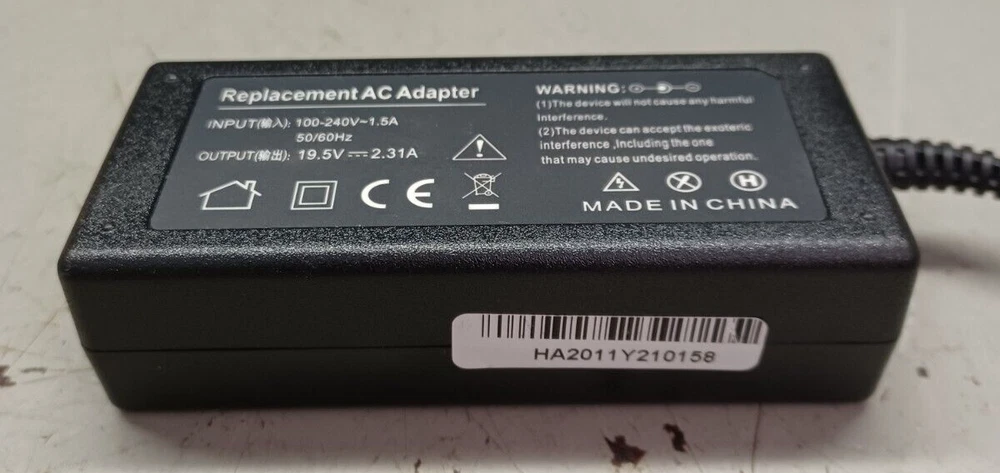 Replacement AC Adapter
INPUT(輸入): 100-240V~1.5A
50/60Hz
OUTPUT(輸出): 19.5V⎓2.31A
CE
WARNING:
(1)The device will not cause any harmful
Interference.
(2)The device can accept the exoteric
interference ,Including the one
that may cause undesired operation.
H
MADE IN CHINA
HA2011Y210158